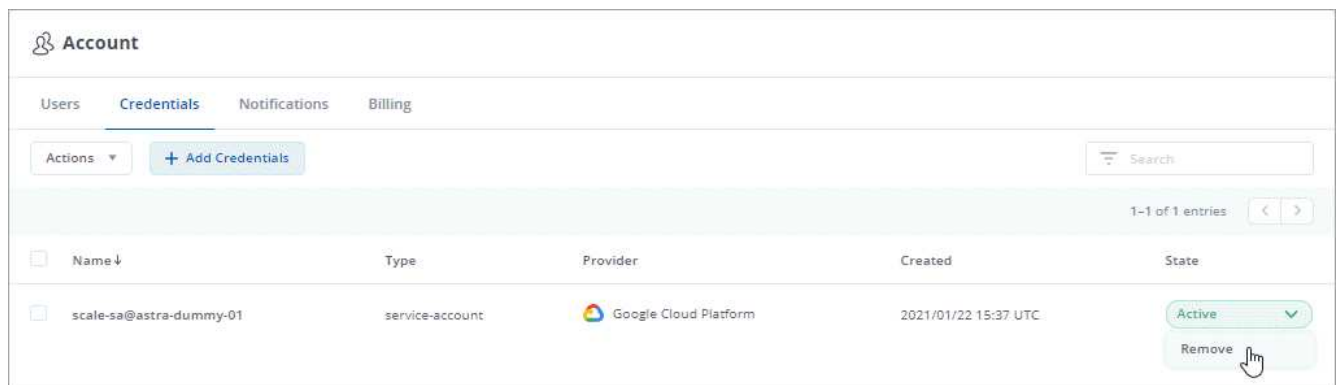 Account
Users Credentials Notifications Billing
Actions + Add Credentials Search
1-1 of 1 entries
Name↓ Type Provider Created State
scale-sa@astra-dummy-01 service-account Google Cloud Platform 2021/01/22 15:37 UTC Active
Remove